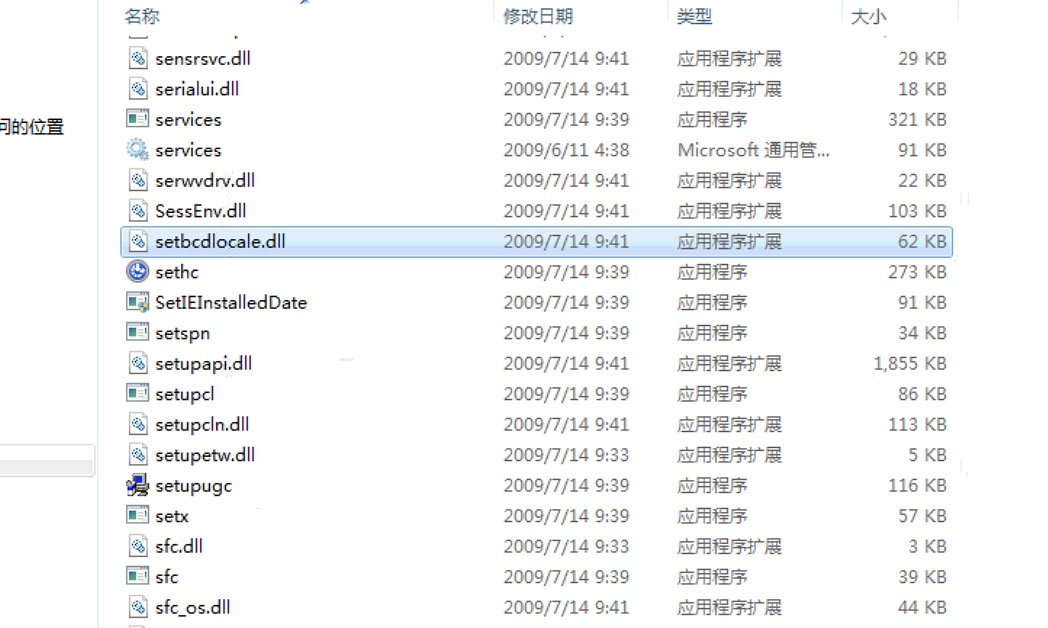 名称 修改日期 类型 大小
sensrsvc.dll 2009/7/14 9:41 应用程序扩展 29 KB
serialui.dll 2009/7/14 9:41 应用程序扩展 18 KB
问的位置
services 2009/7/14 9:39 应用程序 321 KB
services 2009/6/11 4:38 Microsoft 通用管... 91 KB
serwvdrv.dll 2009/7/14 9:41 应用程序扩展 22 KB
SessEnv.dll 2009/7/14 9:41 应用程序扩展 103 KB
setbcdlocale.dll 2009/7/14 9:41 应用程序扩展 62 KB
sethc 2009/7/14 9:39 应用程序 273 KB
SetIEInstalledDate 2009/7/14 9:39 应用程序 91 KB
setspn 2009/7/14 9:39 应用程序 34 KB
setupapi.dll 2009/7/14 9:41 应用程序扩展 1,855 KB
setupcl 2009/7/14 9:39 应用程序 86 KB
setupcln.dll 2009/7/14 9:41 应用程序扩展 113 KB
setupetw.dll 2009/7/14 9:33 应用程序扩展 5 KB
setupugc 2009/7/14 9:39 应用程序 116 KB
setx 2009/7/14 9:39 应用程序 57 KB
sfc.dll 2009/7/14 9:33 应用程序扩展 3 KB
sfc 2009/7/14 9:39 应用程序 39 KB
sfc_os.dll 2009/7/14 9:41 应用程序扩展 44 KB